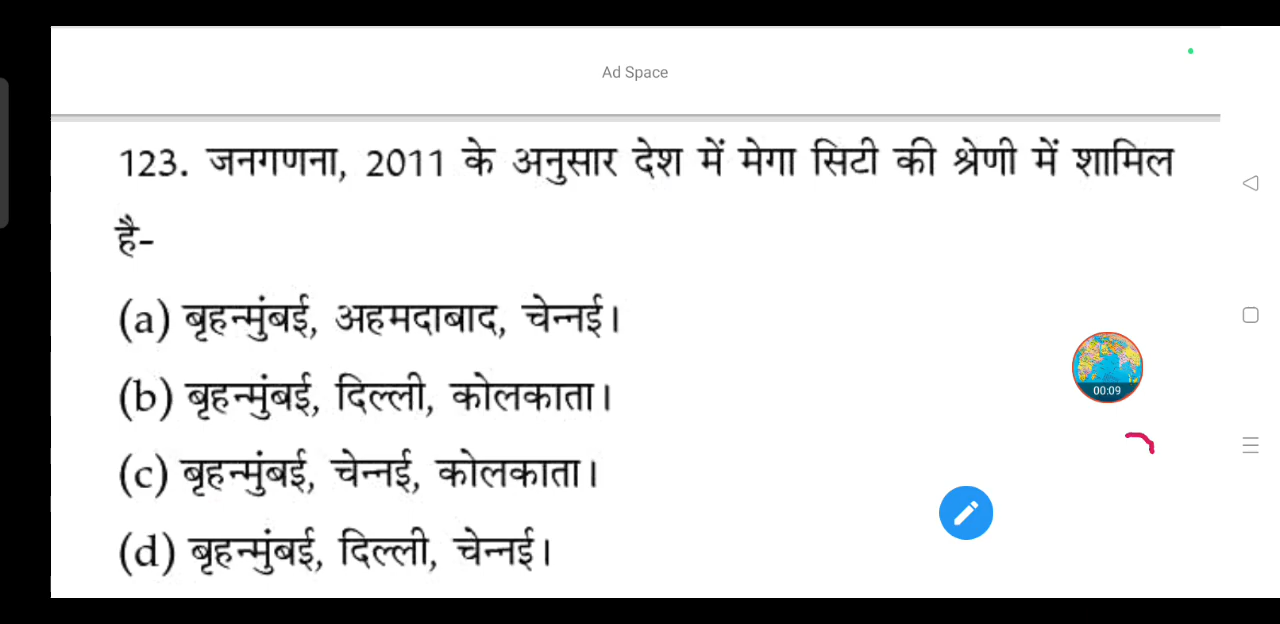 Ad Space
123. जनगणना, 2011 के अनुसार देश में मेगा सिटी की श्रेणी में शामिल
है-
(a) बृहन्मुंबई, अहमदाबाद, चेन्नई।
(b) बृहन्मुंबई, दिल्ली, कोलकाता।
00:09
(c) बृहन्मुंबई, चेन्नई, कोलकाता।
(d) बृहन्मुंबई, दिल्ली, चेन्नई।